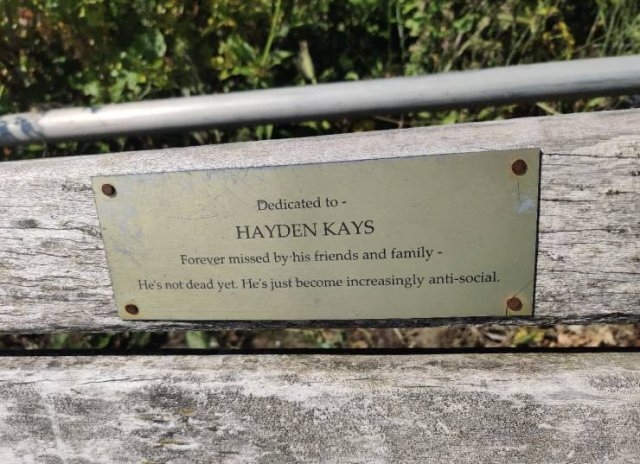 Dedicated to -
HAYDEN KAYS
Forever missed by his friends and family -
He's not dead yet. He's just become increasingly anti-social.